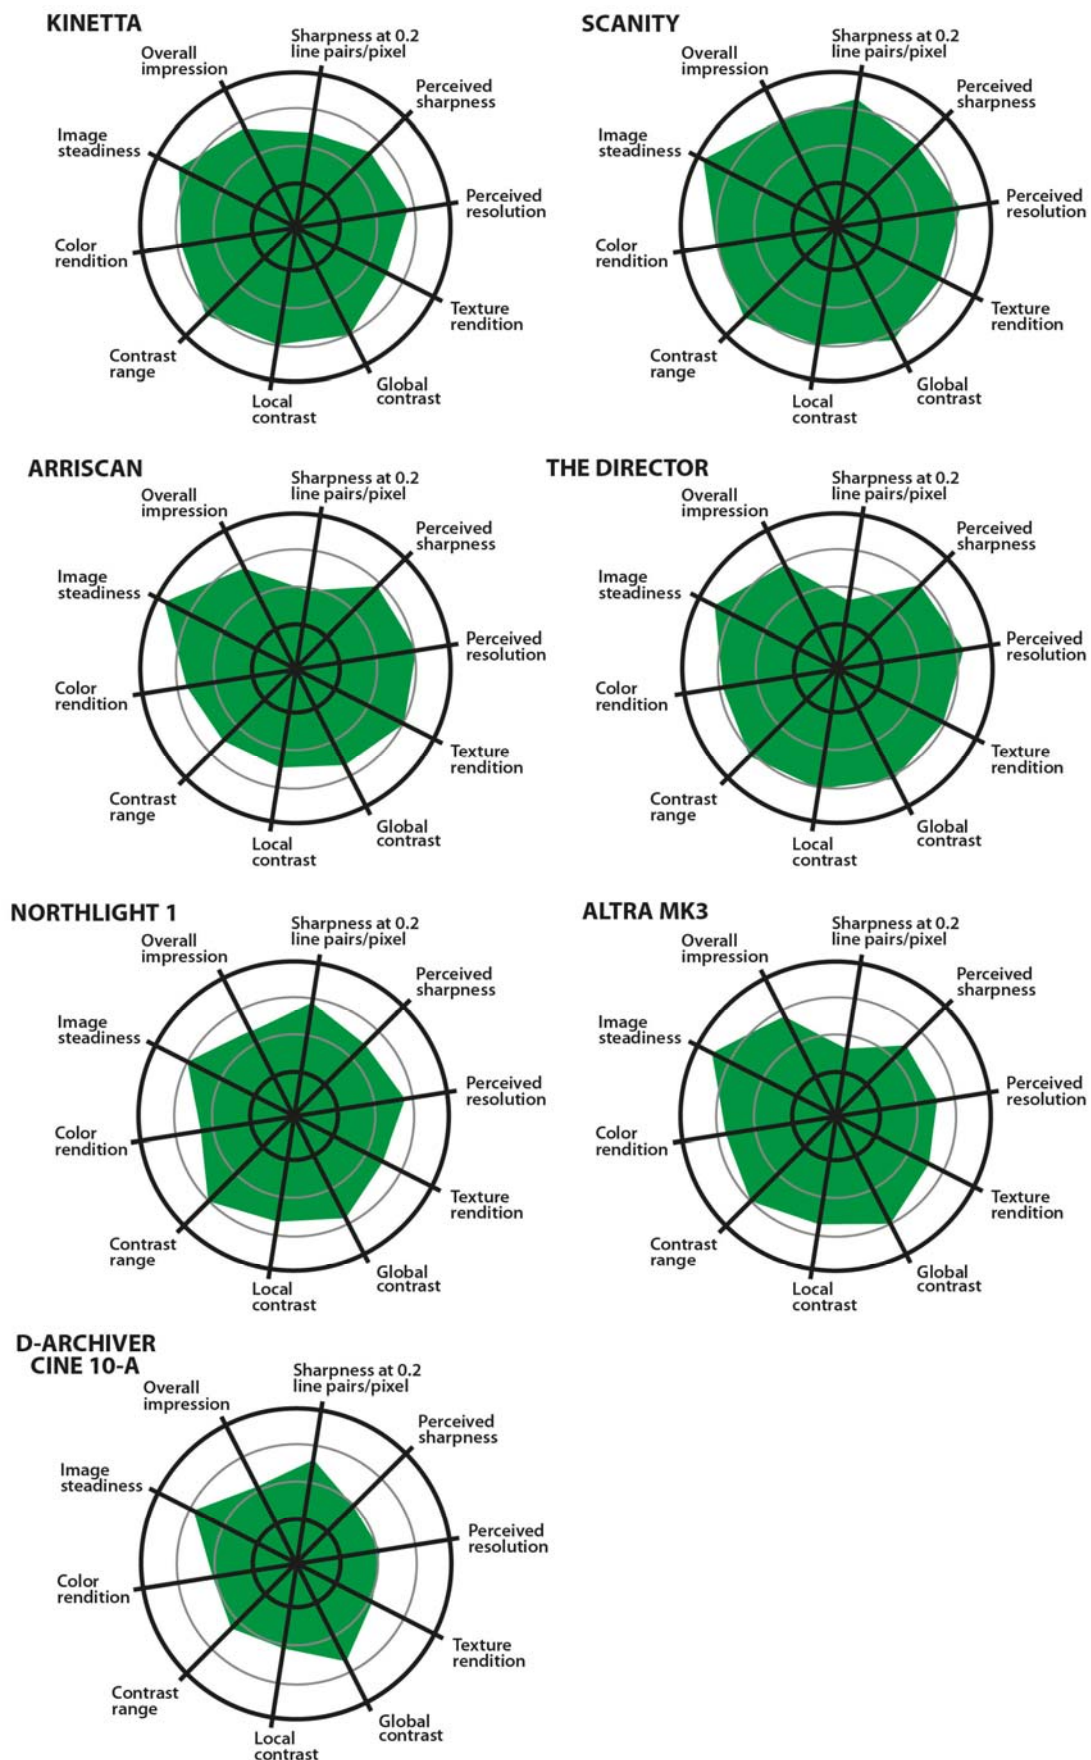 KINETTA
Sharpness at 0.2
line pairs/pixel
Overall
impression
Perceived
sharpness
Image
steadiness
Perceived
resolution
Color
rendition
Texture
rendition
Contrast
range
Global
contrast
Local
contrast
SCANITY
Sharpness at 0.2
line pairs/pixel
Overall
impression
Perceived
sharpness
Image
steadiness
Perceived
resolution
Color
rendition
Texture
rendition
Contrast
range
Global
contrast
Local
contrast
ARRISCAN
Sharpness at 0.2
line pairs/pixel
Overall
impression
Perceived
sharpness
Image
steadiness
Perceived
resolution
Color
rendition
Texture
rendition
Contrast
range
Global
contrast
Local
contrast
THE DIRECTOR
Sharpness at 0.2
line pairs/pixel
Overall
impression
Perceived
sharpness
Image
steadiness
Perceived
resolution
Color
rendition
Texture
rendition
Contrast
range
Global
contrast
Local
contrast
NORTHLIGHT 1
Sharpness at 0.2
line pairs/pixel
Overall
impression
Perceived
sharpness
Image
steadiness
Perceived
resolution
Color
rendition
Texture
rendition
Contrast
range
Global
contrast
Local
contrast
ALTRA MK3
Sharpness at 0.2
line pairs/pixel
Overall
impression
Perceived
sharpness
Image
steadiness
Perceived
resolution
Color
rendition
Texture
rendition
Contrast
range
Global
contrast
Local
contrast
D-ARCHIVER
CINE 10-A
Sharpness at 0.2
line pairs/pixel
Overall
impression
Perceived
sharpness
Image
steadiness
Perceived
resolution
Color
rendition
Texture
rendition
Contrast
range
Global
contrast
Local
contrast